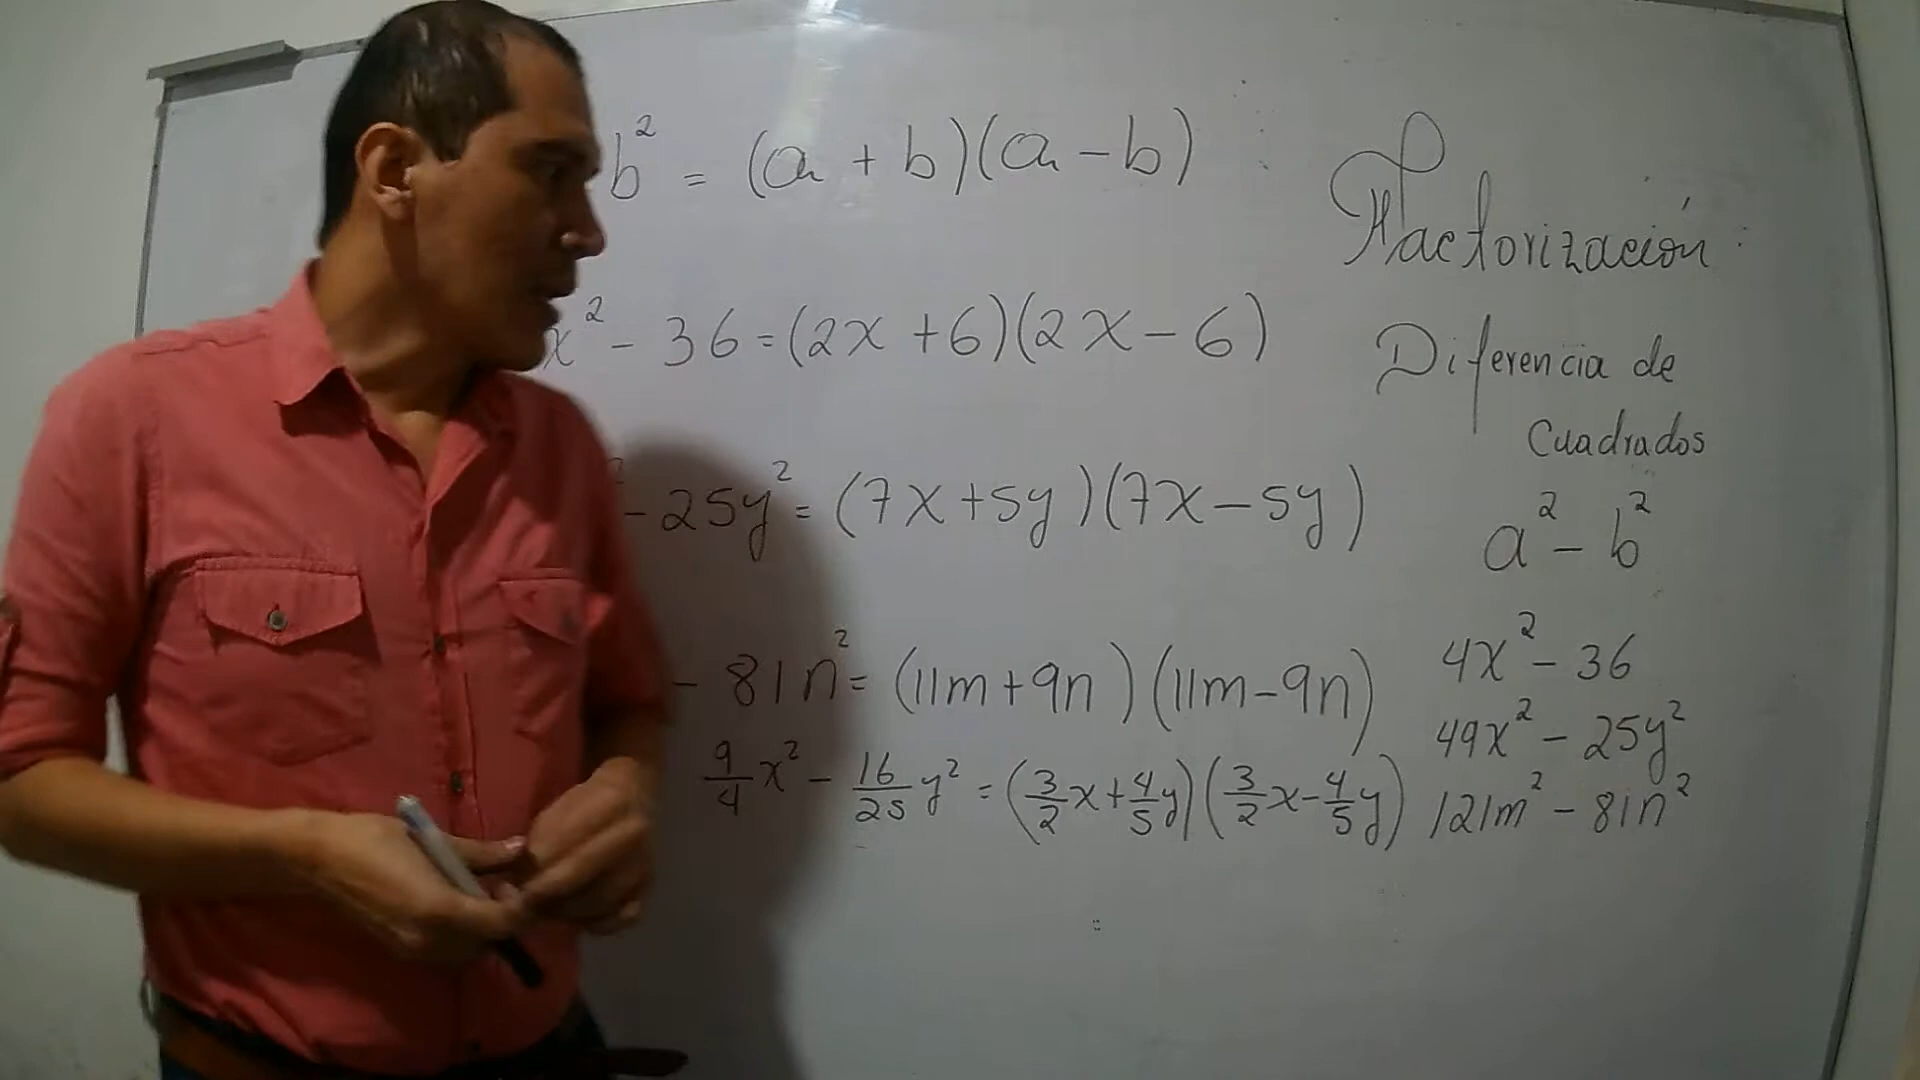 b² = (a + b)(a - b)
x² - 36 = (2x + 6)(2x - 6)
- 25y² = (7x + 5y)(7x - 5y)
- 81n² = (11m + 9n)(11m - 9n)
9/4 x² - 16/25 y² = (3/2 x + 4/5 y)(3/2 x - 4/5 y)
Factorización:
Diferencia de
Cuadrados
a² - b²
4x² - 36
49x² - 25y²
121m² - 81n²